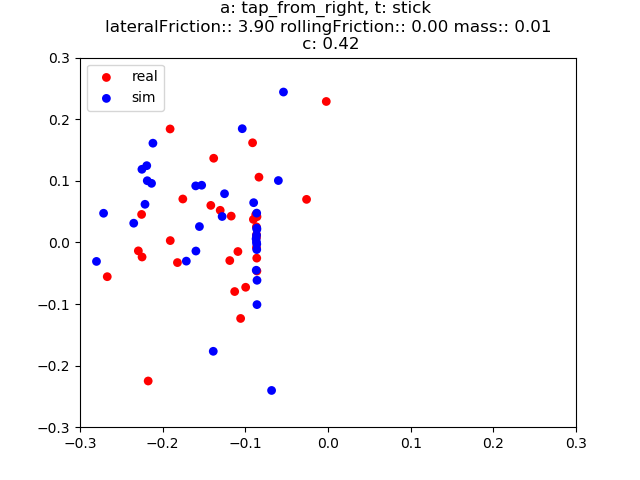 a: tap_from_right, t: stick
lateralFriction:: 3.90 rollingFriction:: 0.00 mass:: 0.01
c: 0.42
real
sim
0.3
0.2
0.1
0.0
−0.1
−0.2
−0.3
−0.3 −0.2 −0.1 0.0 0.1 0.2 0.3